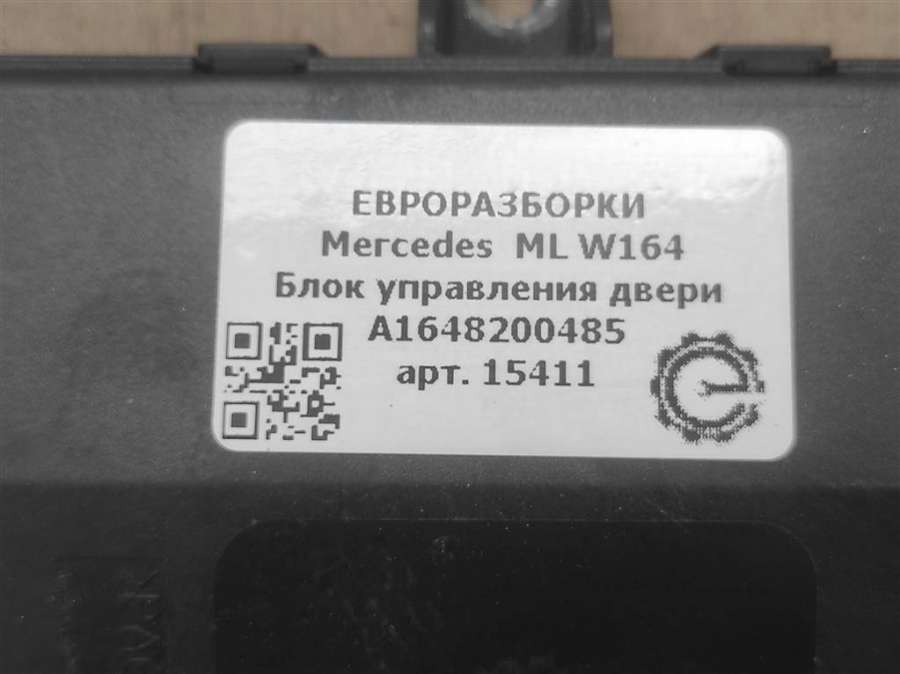 ЕВРОРАЗБОРКИ
Mercedes ML W164
Блок управления двери
A1648200485
арт. 15411